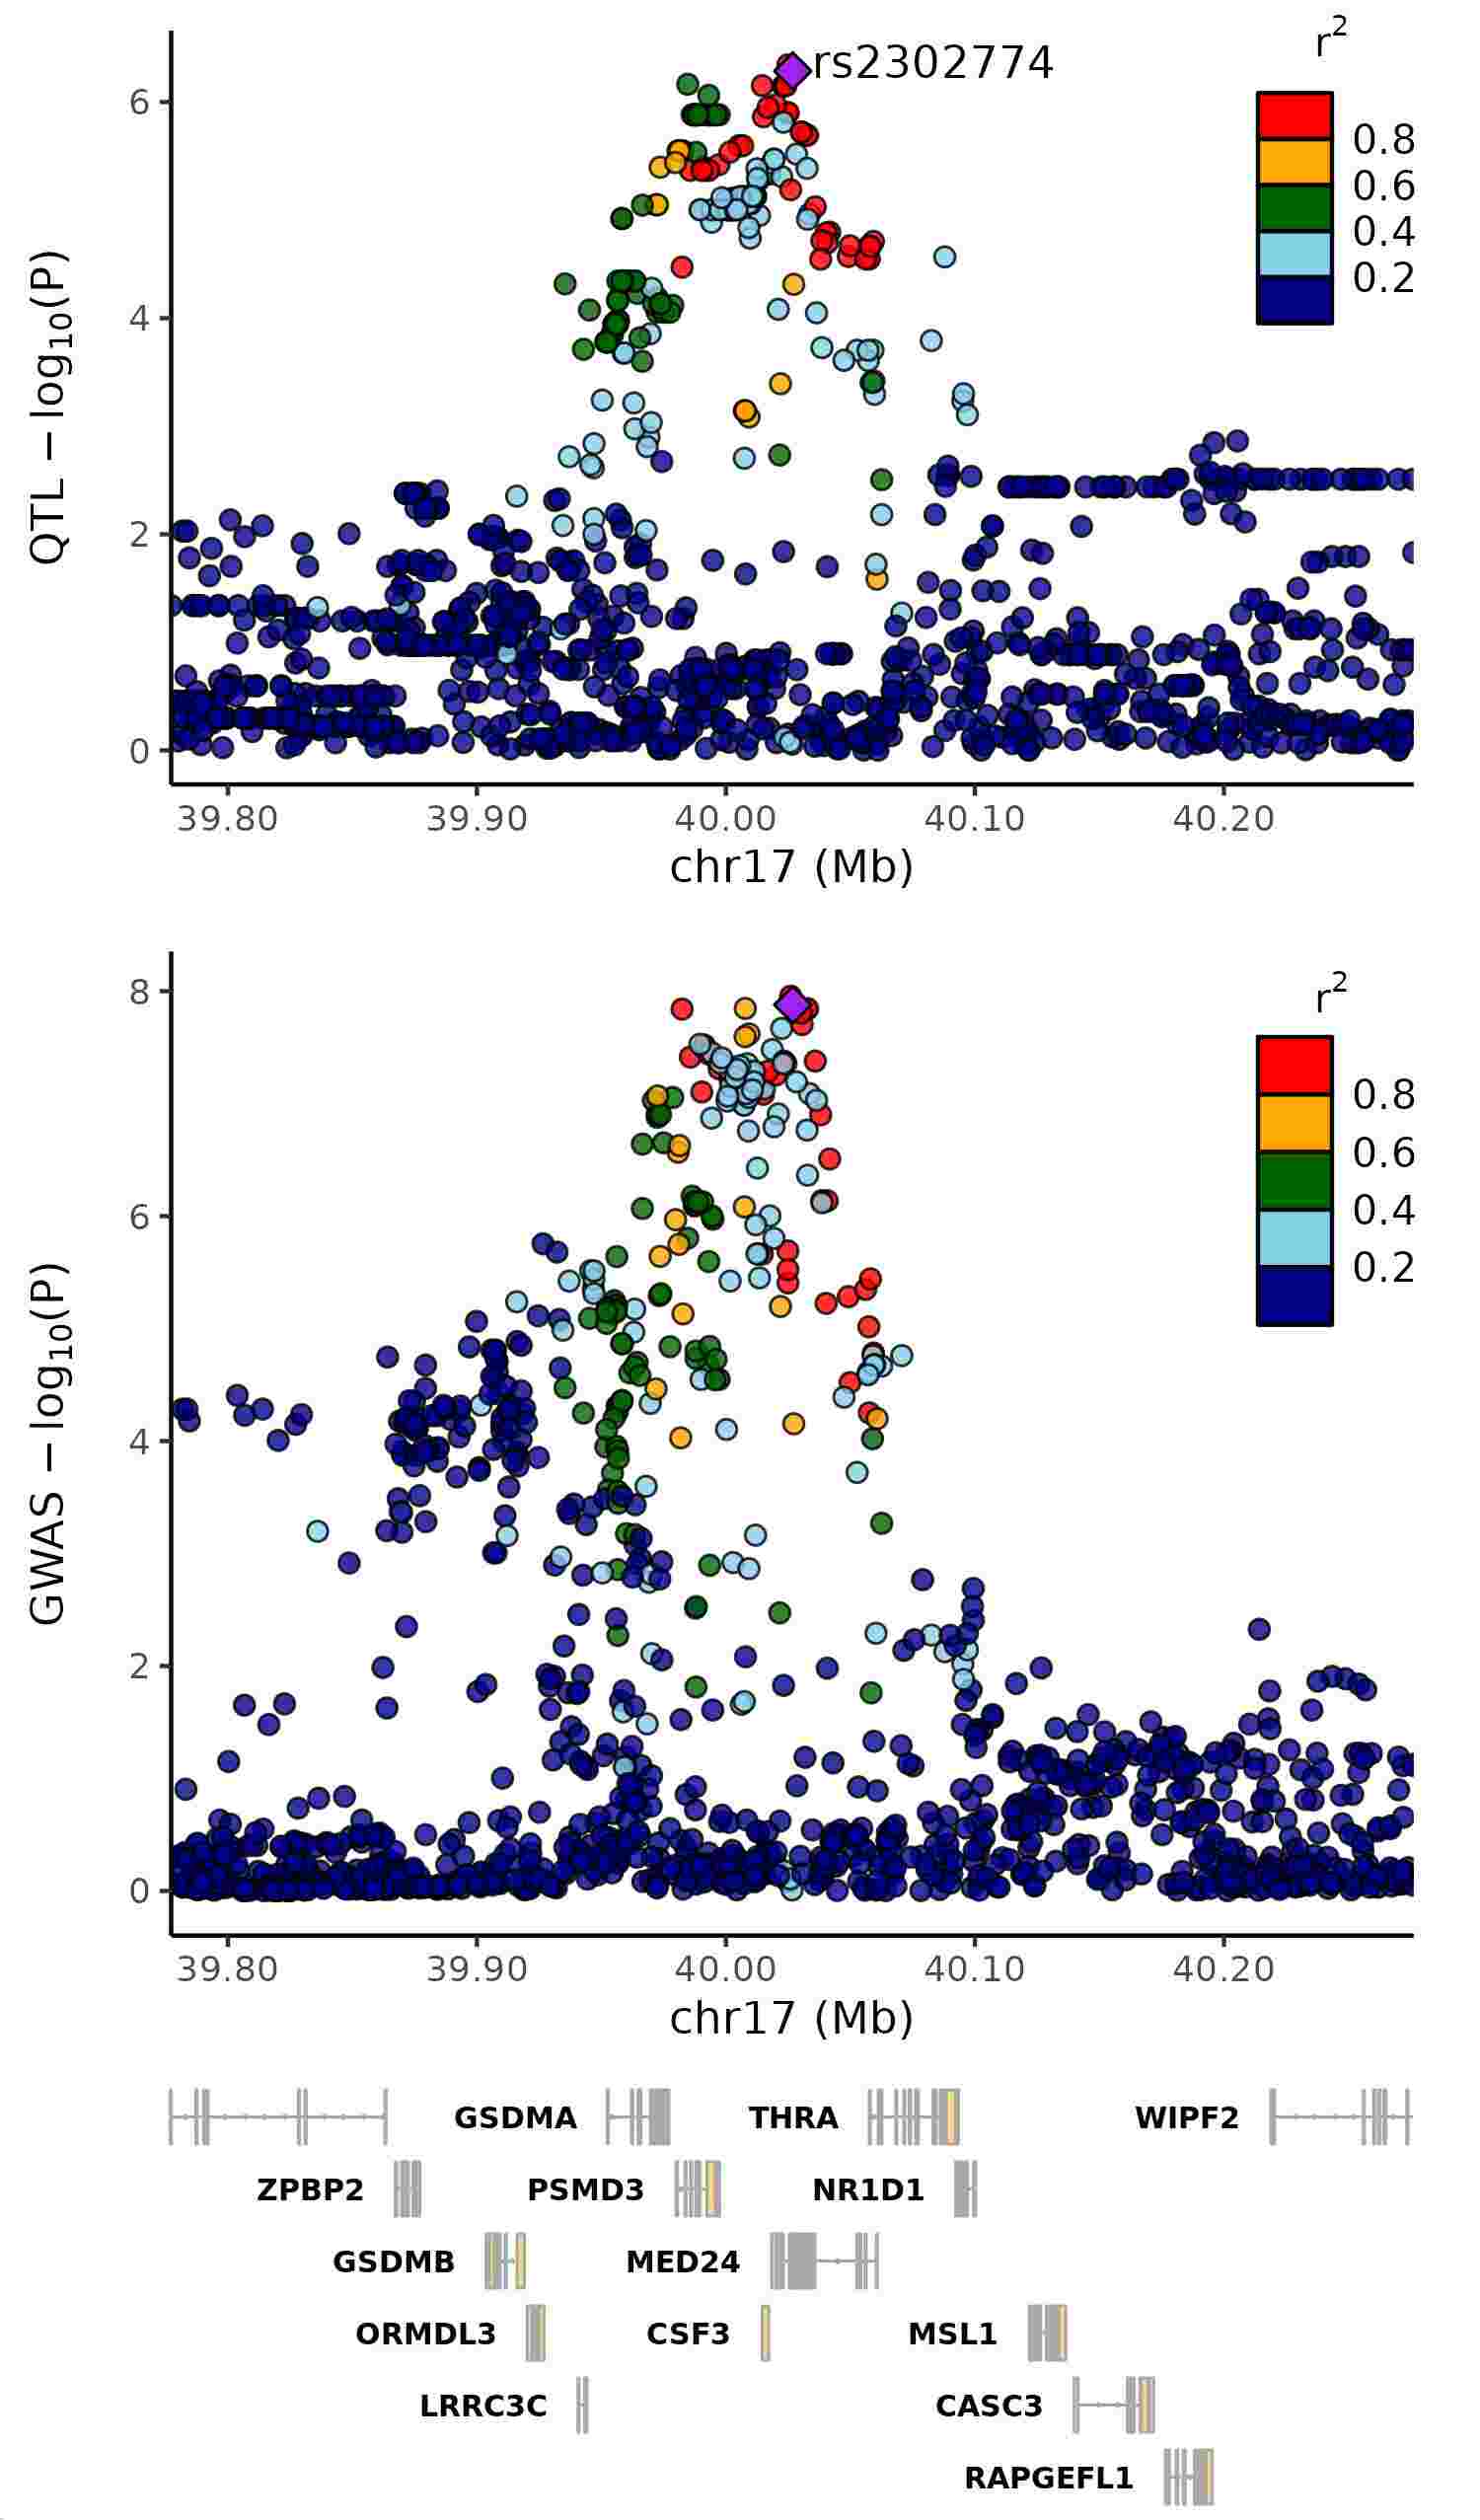 rs2302774
r²
0.8
0.6
0.4
0.2
QTL −log₁₀(P)
6
4
2
0
39.80 39.90 40.00 40.10 40.20
chr17 (Mb)
r²
0.8
0.6
0.4
0.2
GWAS −log₁₀(P)
8
6
4
2
0
39.80 39.90 40.00 40.10 40.20
chr17 (Mb)
GSDMA THRA WIPF2
ZPBP2 PSMD3 NR1D1
GSDMB MED24
ORMDL3 CSF3 MSL1
LRRC3C CASC3
RAPGEFL1